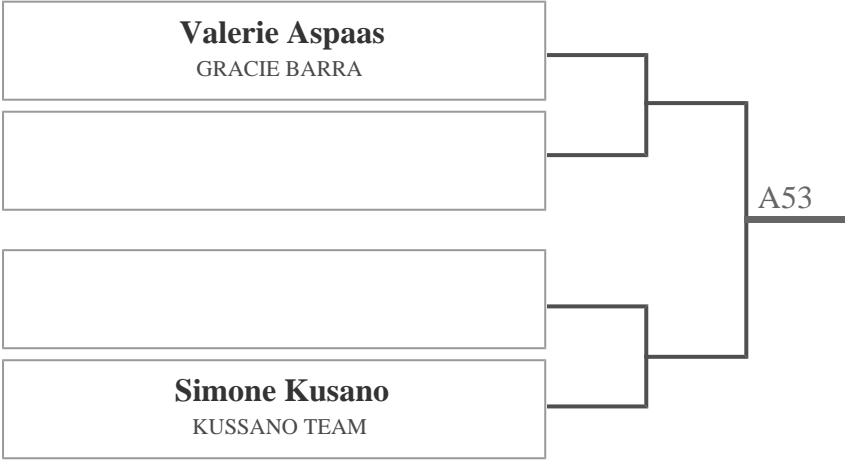 Valerie Aspaas
GRACIE BARRA
A53
Simone Kusano
KUSSANO TEAM